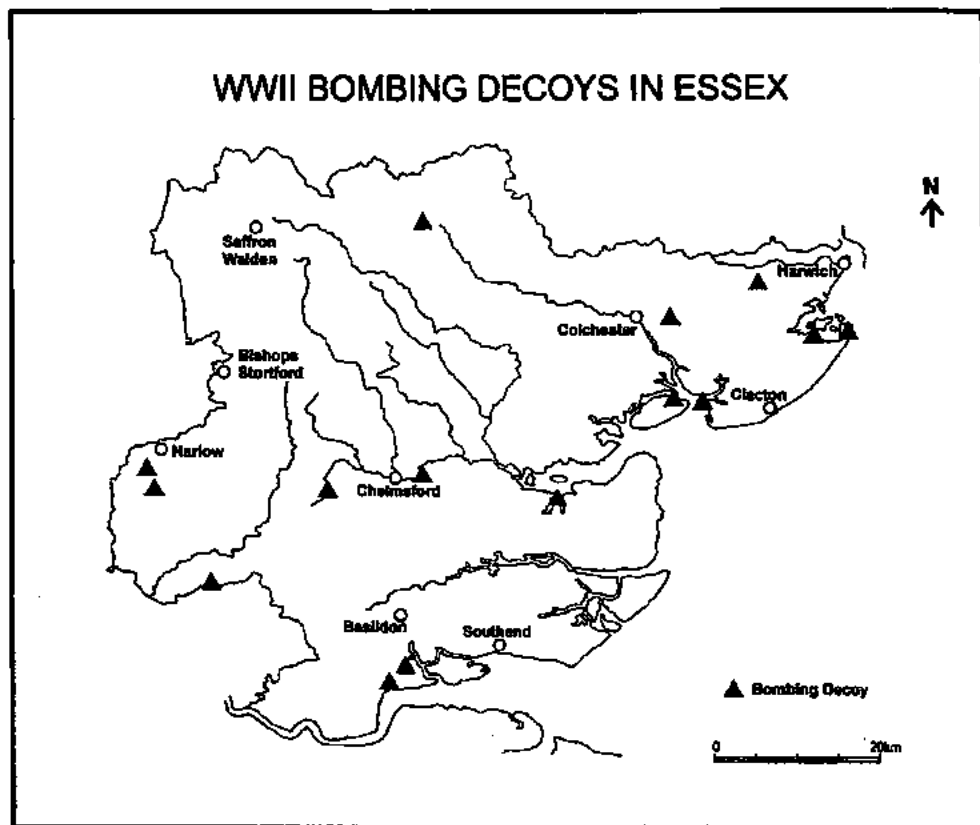 WWII BOMBING DECOYS IN ESSEX
N
Saffron
Walden
Harwich
Colchester
Bishops
Stortford
Clacton
Harlow
Chelmsford
Basildon
Southend
Bombing Decoy
0 20km